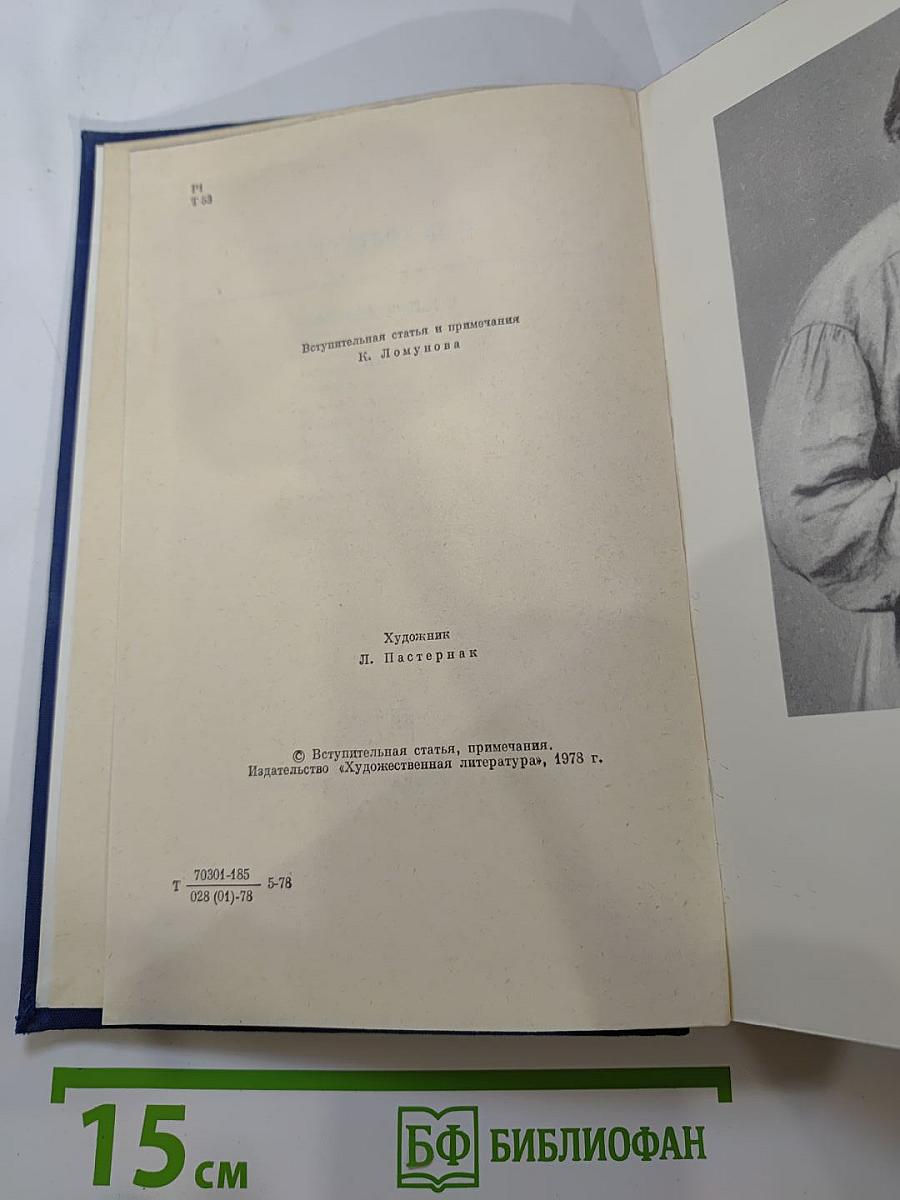 Р1
Т 53
Вступительная статья и примечания
К. Ломунова
Художник
Л. Пастернак
© Вступительная статья, примечания.
Издательство «Художественная литература», 1978 г.
Т 70301-185 5-78
028 (01)-78
15 см
БФ БИБЛИОФАН